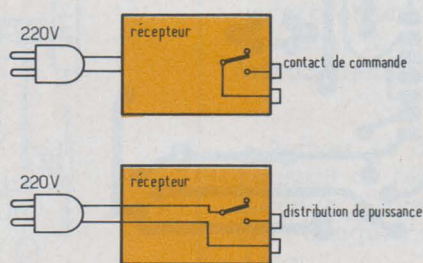 220V
récepteur
contact de commande
220V
récepteur
distribution de puissance